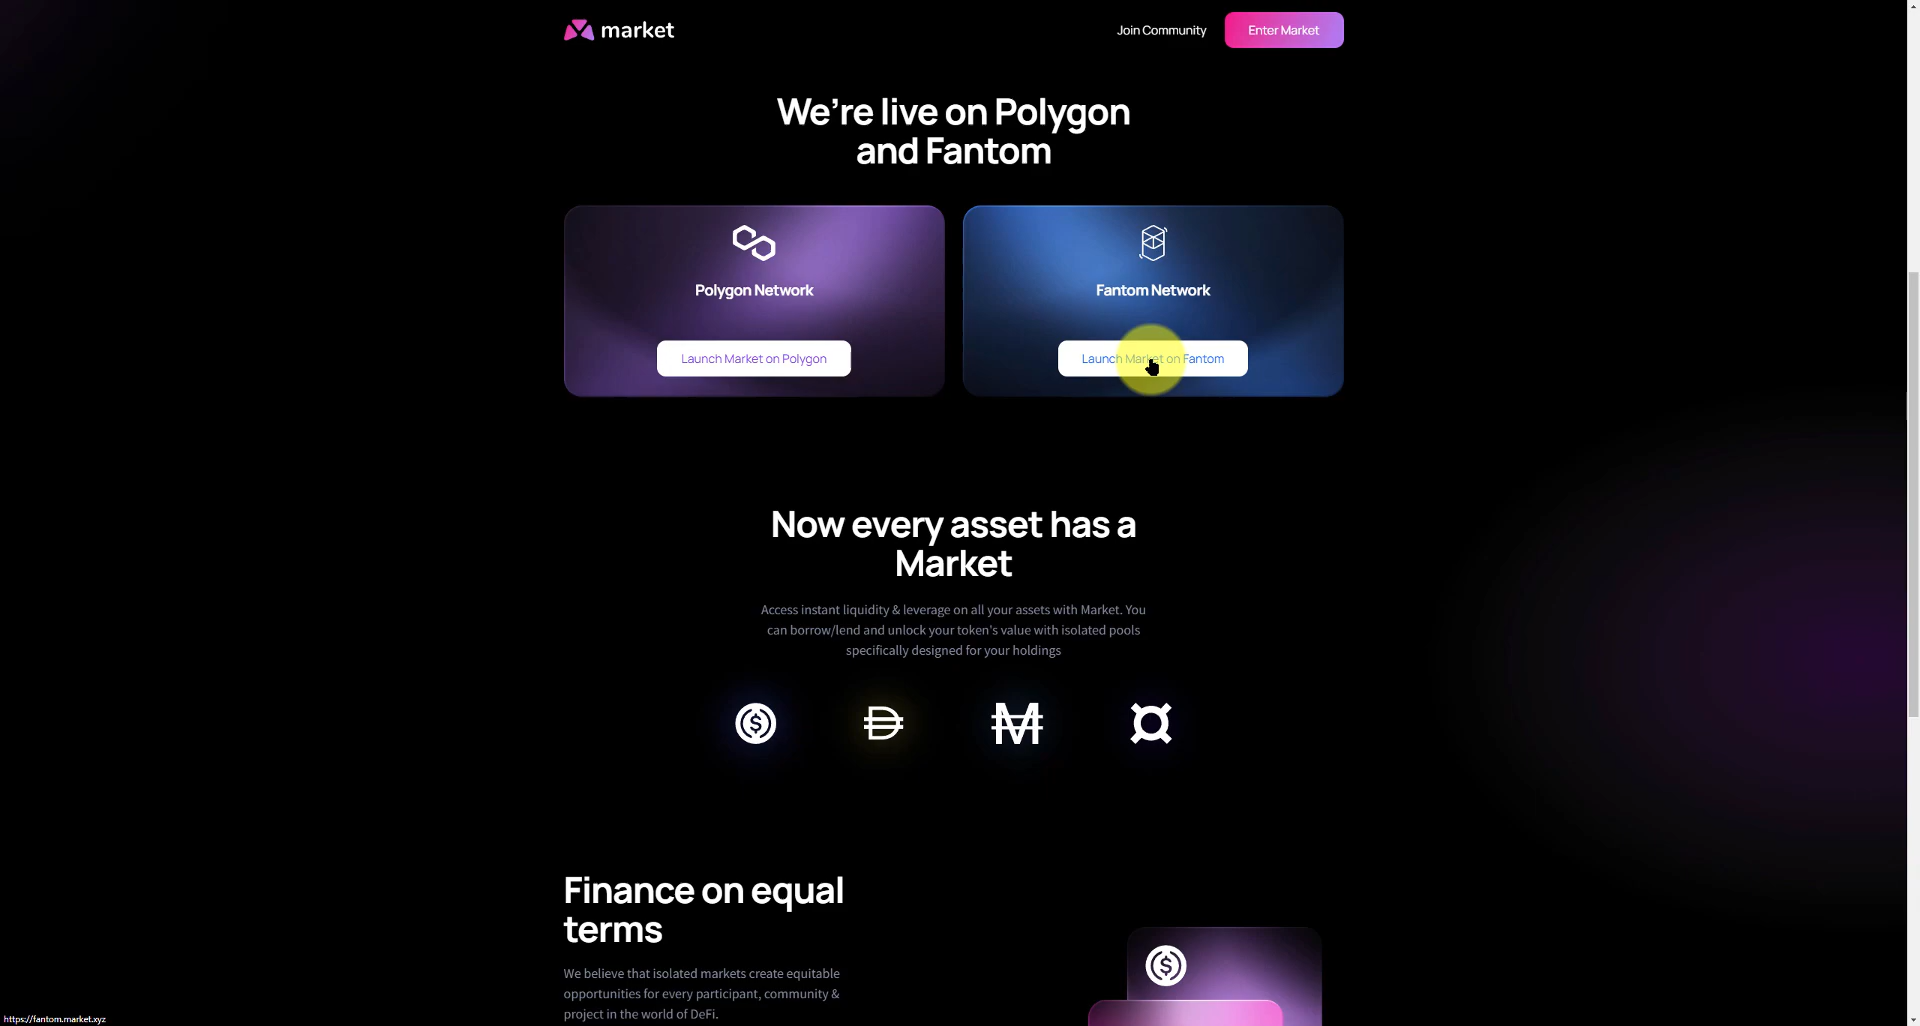 market
Join Community
Enter Market
We're live on Polygon
and Fantom
Polygon Network
Fantom Network
Launch Market on Polygon
Launch Market on Fantom
Now every asset has a
Market
Access instant liquidity & leverage on all your assets with Market. You
can borrow/lend and unlock your token's value with isolated pools
specifically designed for your holdings
Finance on equal
terms
We believe that isolated markets create equitable
opportunities for every participant, community &
project in the world of DeFi.
https://fantom.market.xyz